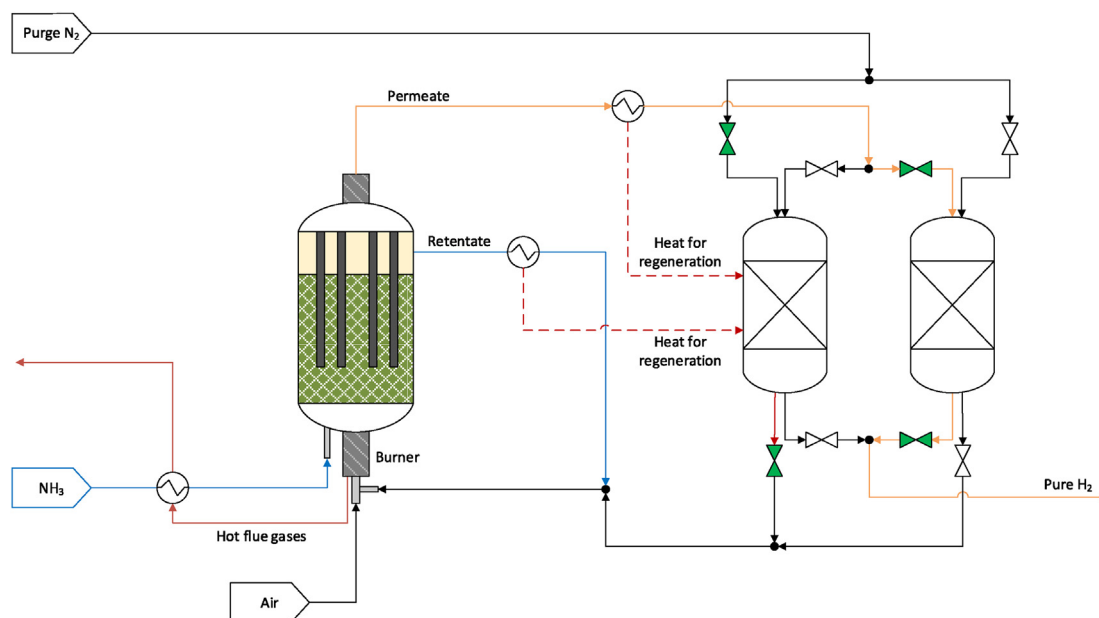 Purge N₂
Permeate
Retentate
Heat for
regeneration
Heat for
regeneration
Burner
NH₃
Hot flue gases
Pure H₂
Air